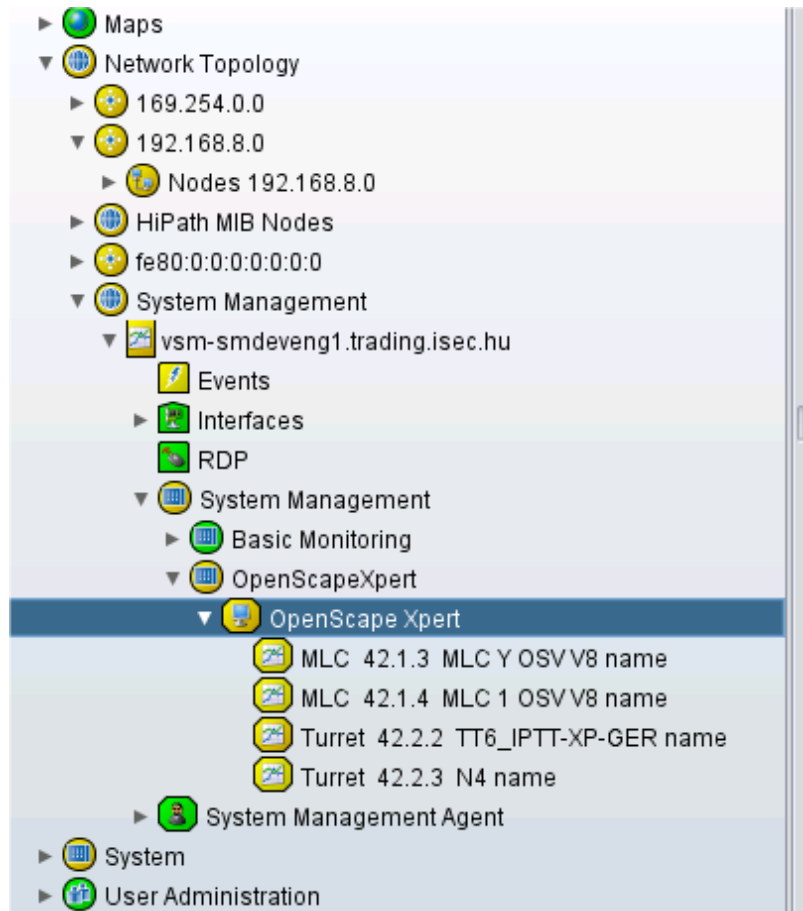 Maps
Network Topology
169.254.0.0
192.168.8.0
Nodes 192.168.8.0
HiPath MIB Nodes
fe80:0:0:0:0:0:0:0
System Management
vsm-smdeveng1.trading.isec.hu
Events
Interfaces
RDP
System Management
Basic Monitoring
OpenScapeXpert
OpenScape Xpert
MLC  42.1.3  MLC Y OSV V8 name
MLC  42.1.4  MLC 1 OSV V8 name
Turret  42.2.2  TT6_IPTT-XP-GER name
Turret  42.2.3  N4 name
System Management Agent
System
User Administration